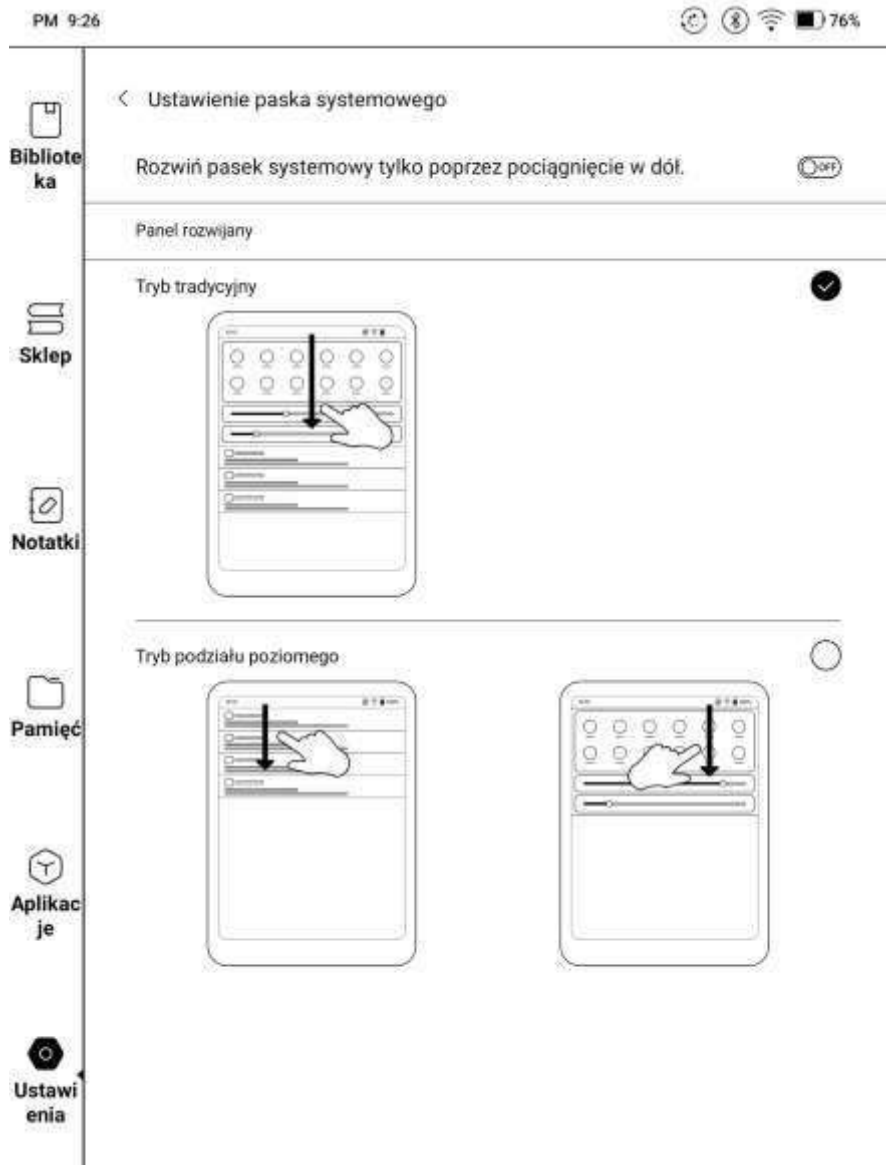 PM 9:26
76%
Ustawienie paska systemowego
Bibliote
ka
Rozwiń pasek systemowy tylko poprzez pociągnięcie w dół.
OFF
Panel rozwijany
Tryb tradycyjny
Sklep
Notatki
Tryb podziału poziomego
Pamięć
Aplikac
je
Ustawi
enia